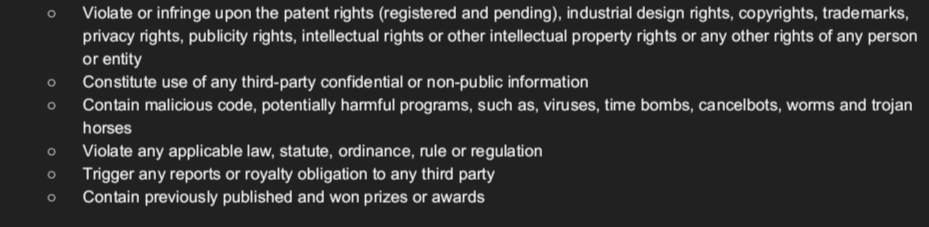 ○ Violate or infringe upon the patent rights (registered and pending), industrial design rights, copyrights, trademarks,
privacy rights, publicity rights, intellectual rights or other intellectual property rights or any other rights of any person
or entity
○ Constitute use of any third-party confidential or non-public information
○ Contain malicious code, potentially harmful programs, such as, viruses, time bombs, cancelbots, worms and trojan
horses
○ Violate any applicable law, statute, ordinance, rule or regulation
○ Trigger any reports or royalty obligation to any third party
○ Contain previously published and won prizes or awards